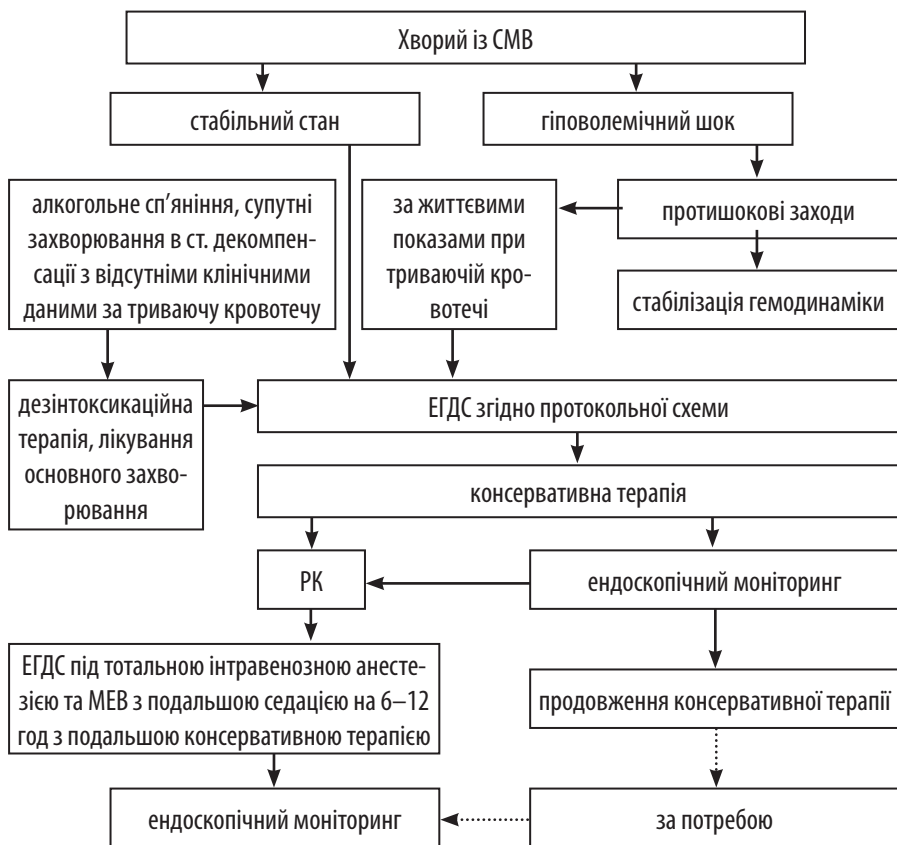 Хворий із СМВ
стабільний стан
гіповолемічний шок
алкогольне сп’яніння, супутні
захворювання в ст. декомпен-
сації з відсутніми клінічними
даними за триваючу кровотечу
за життєвими
показами при
триваючій кро-
вотечі
протишокові заходи
стабілізація гемодинаміки
дезінтоксикаційна
терапія, лікування
основного захво-
рювання
ЕГДС згідно протокольної схеми
консервативна терапія
РК
ендоскопічний моніторинг
ЕГДС під тотальною інтравенозною анесте-
зією та МЕВ з подальшою седацією на 6–12
год з подальшою консервативною терапією
продовження консервативної терапії
ендоскопічний моніторинг
за потребою